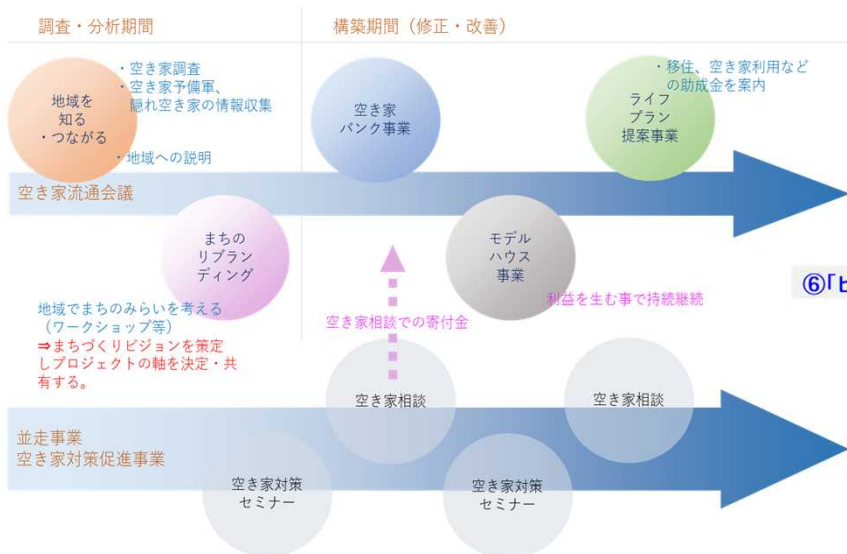 調査・分析期間
構築期間（修正・改善）
地域を
知る
・つながる
・空き家調査
・空き家予備軍、
隠れ空き家の情報収集
・地域への説明
空き家
バンク事業
ライフ
プラン
提案事業
・移住、空き家利用など
の助成金を案内
空き家流通会議
まちの
リブラン
ディング
モデル
ハウス
事業
地域でまちのみらいを考える
（ワークショップ等）
⇒まちづくりビジョンを策定
しプロジェクトの軸を決定・共
有する。
空き家相談での寄付金
利益を生む事で持続継続
⑥「
空き家相談
空き家相談
並走事業
空き家対策促進事業
空き家対策
セミナー
空き家対策
セミナー